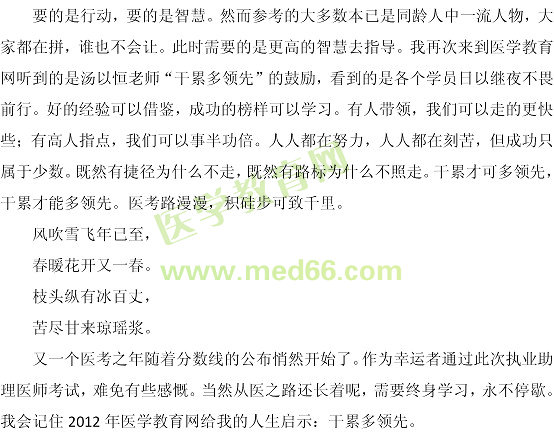 要的是行动，要的是智慧。然而参考的大多数本已是同龄人中一流人物，大
家都在拼，谁也不会让。此时需要的是更高的智慧去指导。我再次来到医学教育
网听到的是汤以恒老师“干累多领先”的鼓励，看到的是各个学员日以继夜不畏
前行。好的经验可以借鉴，成功的榜样可以学习。有人带领，我们可以走的更快
些；有高人指点，我们可以事半功倍。人人都在努力，人人都在刻苦，但成功只
属于少数。既然有捷径为什么不走，既然有路标为什么不照走。干累才可多领先，
干累才能多领先。医考路漫漫，积硅步可致千里。
风吹雪飞年已至，
春暖花开又一春。
枝头纵有冰百丈，
苦尽甘来琼瑶浆。
又一个医考之年随着分数线的公布悄然开始了。作为幸运者通过此次执业助
理医师考试，难免有些感慨。当然从医之路还长着呢，需要终身学习，永不停歇。
我会记住 2012 年医学教育网给我的人生启示：干累多领先。
医学教育网
www.med66.com